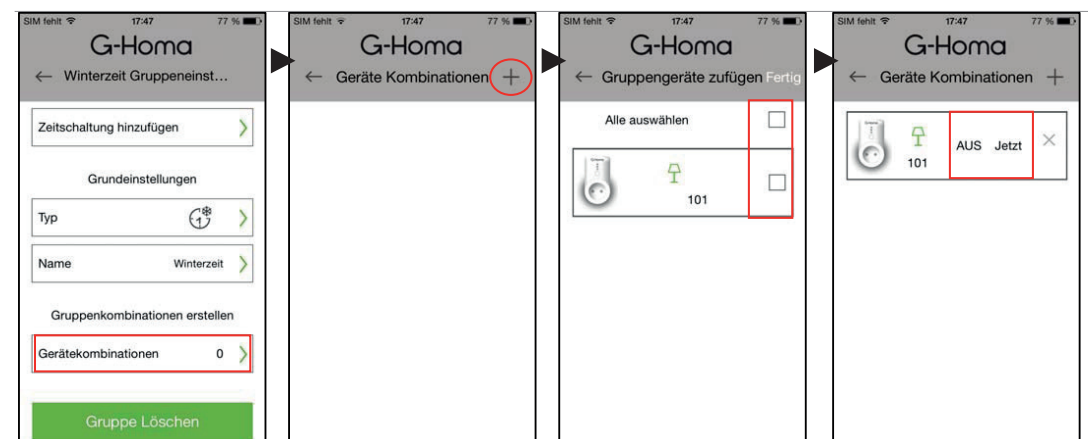 SIM fehlt 17:47 77 %
G-Homa
← Winterzeit Gruppeneinst...
Zeitschaltung hinzufügen
Grundeinstellungen
Typ
Name Winterzeit
Gruppenkombinationen erstellen
Gerätekombinationen 0
Gruppe Löschen
SIM fehlt 17:47 77 %
G-Homa
← Geräte Kombinationen +
SIM fehlt 17:47 77 %
G-Homa
← Gruppengeräte zufügen Fertig
Alle auswählen
101
SIM fehlt 17:47 77 %
G-Homa
← Geräte Kombinationen +
101 AUS Jetzt ×